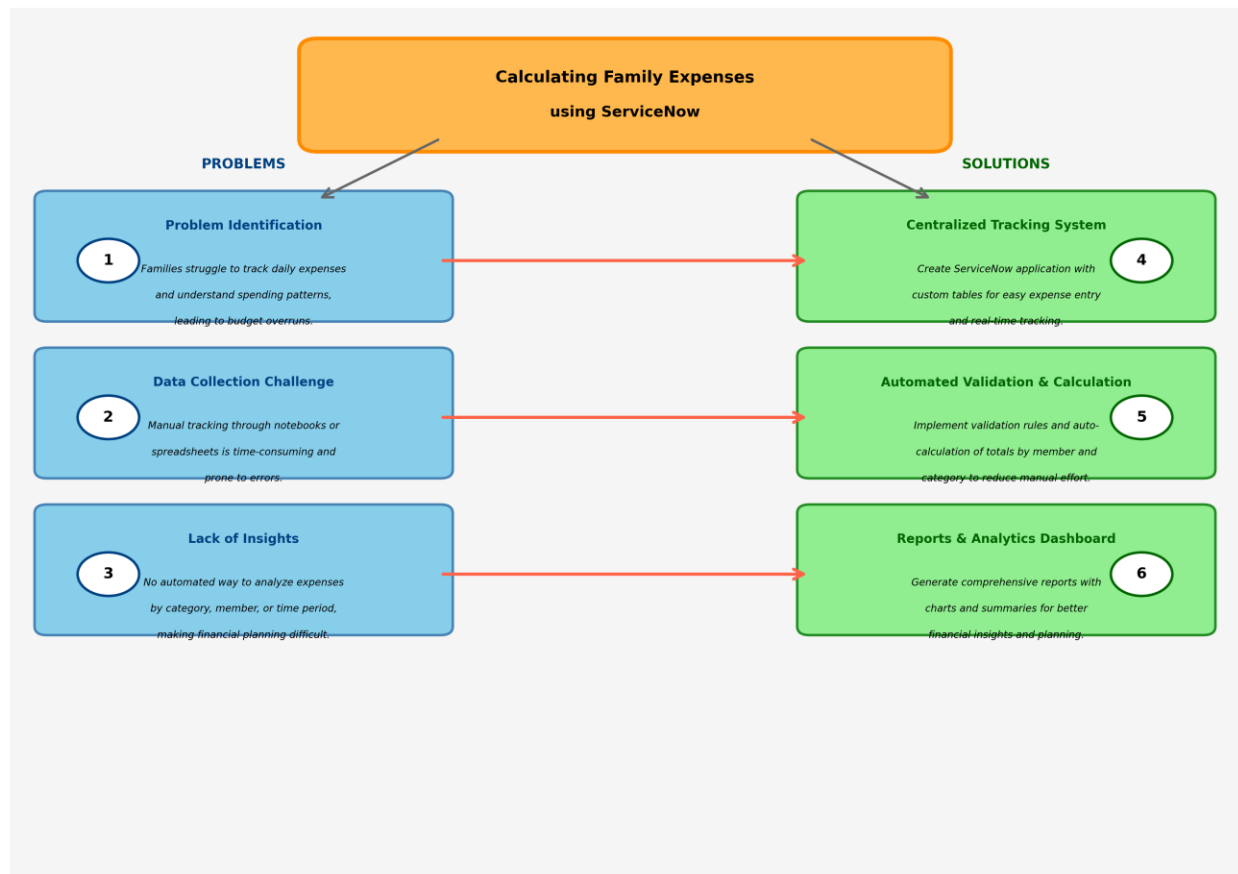 Calculating Family Expenses
using ServiceNow
PROBLEMS
SOLUTIONS
Problem Identification
1
Families struggle to track daily expenses
and understand spending patterns,
leading to budget overruns.
Centralized Tracking System
4
Create ServiceNow application with
custom tables for easy expense entry
and real-time tracking.
Data Collection Challenge
2
Manual tracking through notebooks or
spreadsheets is time-consuming and
prone to errors.
Automated Validation & Calculation
5
Implement validation rules and auto-
calculation of totals by member and
category to reduce manual effort.
Lack of Insights
3
No automated way to analyze expenses
by category, member, or time period,
making financial planning difficult.
Reports & Analytics Dashboard
6
Generate comprehensive reports with
charts and summaries for better
financial insights and planning.